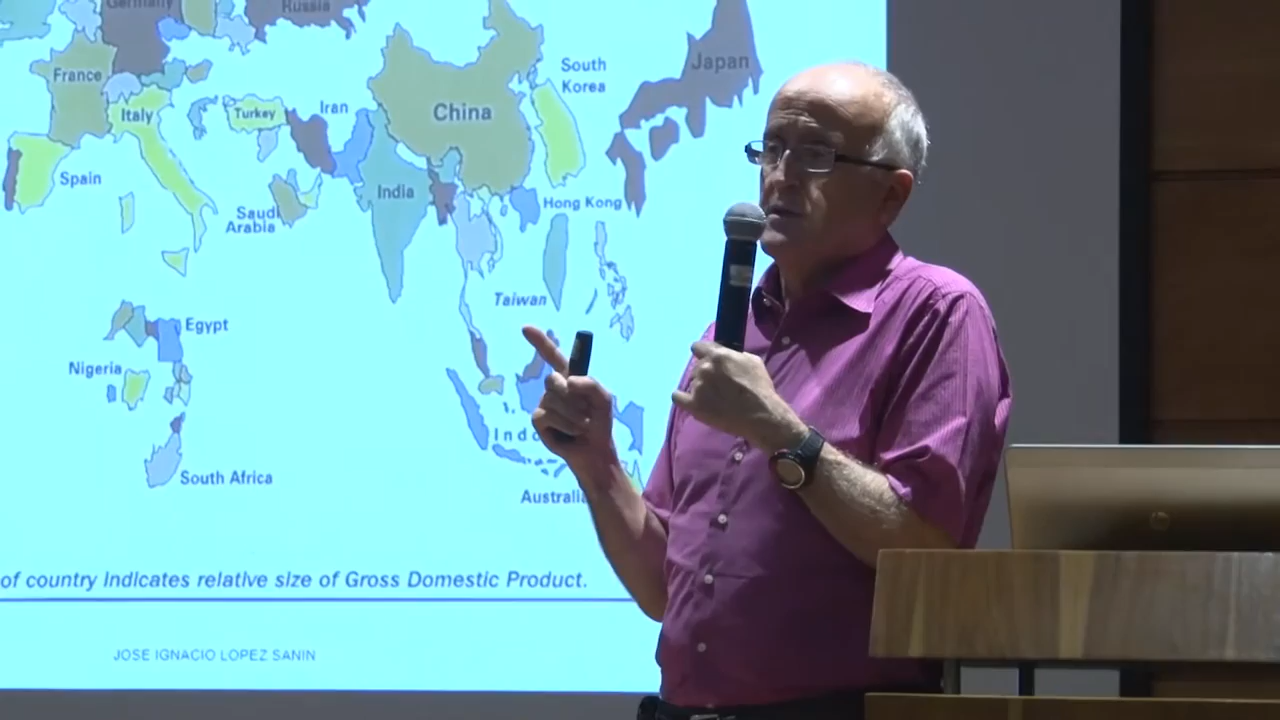 Germany
Russia
France
Italy
Turkey
Iran
China
South
Korea
Japan
Spain
India
Saudi
Arabia
Hong Kong
Taiwan
Egypt
Nigeria
Indo
South Africa
Australia
of country indicates relative size of Gross Domestic Product.
JOSE IGNACIO LOPEZ SANIN